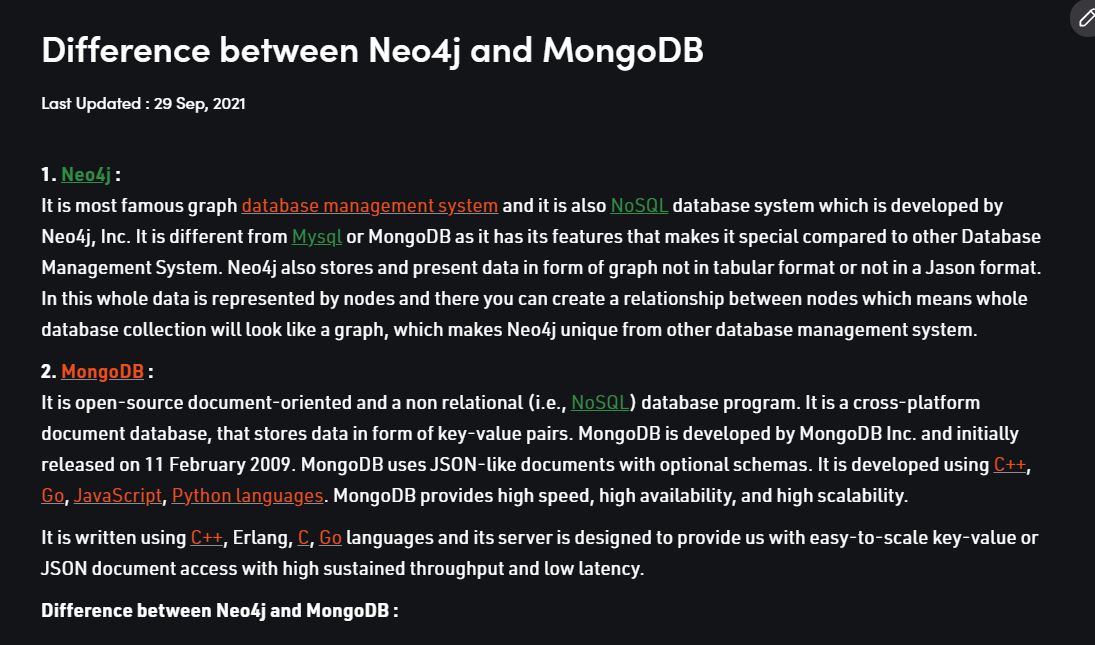 Difference between Neo4j and MongoDB
Last Updated : 29 Sep, 2021
1. Neo4j :
It is most famous graph database management system and it is also NoSQL database system which is developed by
Neo4j, Inc. It is different from Mysql or MongoDB as it has its features that makes it special compared to other Database
Management System. Neo4j also stores and present data in form of graph not in tabular format or not in a Jason format.
In this whole data is represented by nodes and there you can create a relationship between nodes which means whole
database collection will look like a graph, which makes Neo4j unique from other database management system.
2. MongoDB :
It is open-source document-oriented and a non relational (i.e., NoSQL) database program. It is a cross-platform
document database, that stores data in form of key-value pairs. MongoDB is developed by MongoDB Inc. and initially
released on 11 February 2009. MongoDB uses JSON-like documents with optional schemas. It is developed using C++,
Go, JavaScript, Python languages. MongoDB provides high speed, high availability, and high scalability.
It is written using C++, Erlang, C, Go languages and its server is designed to provide us with easy-to-scale key-value or
JSON document access with high sustained throughput and low latency.
Difference between Neo4j and MongoDB :